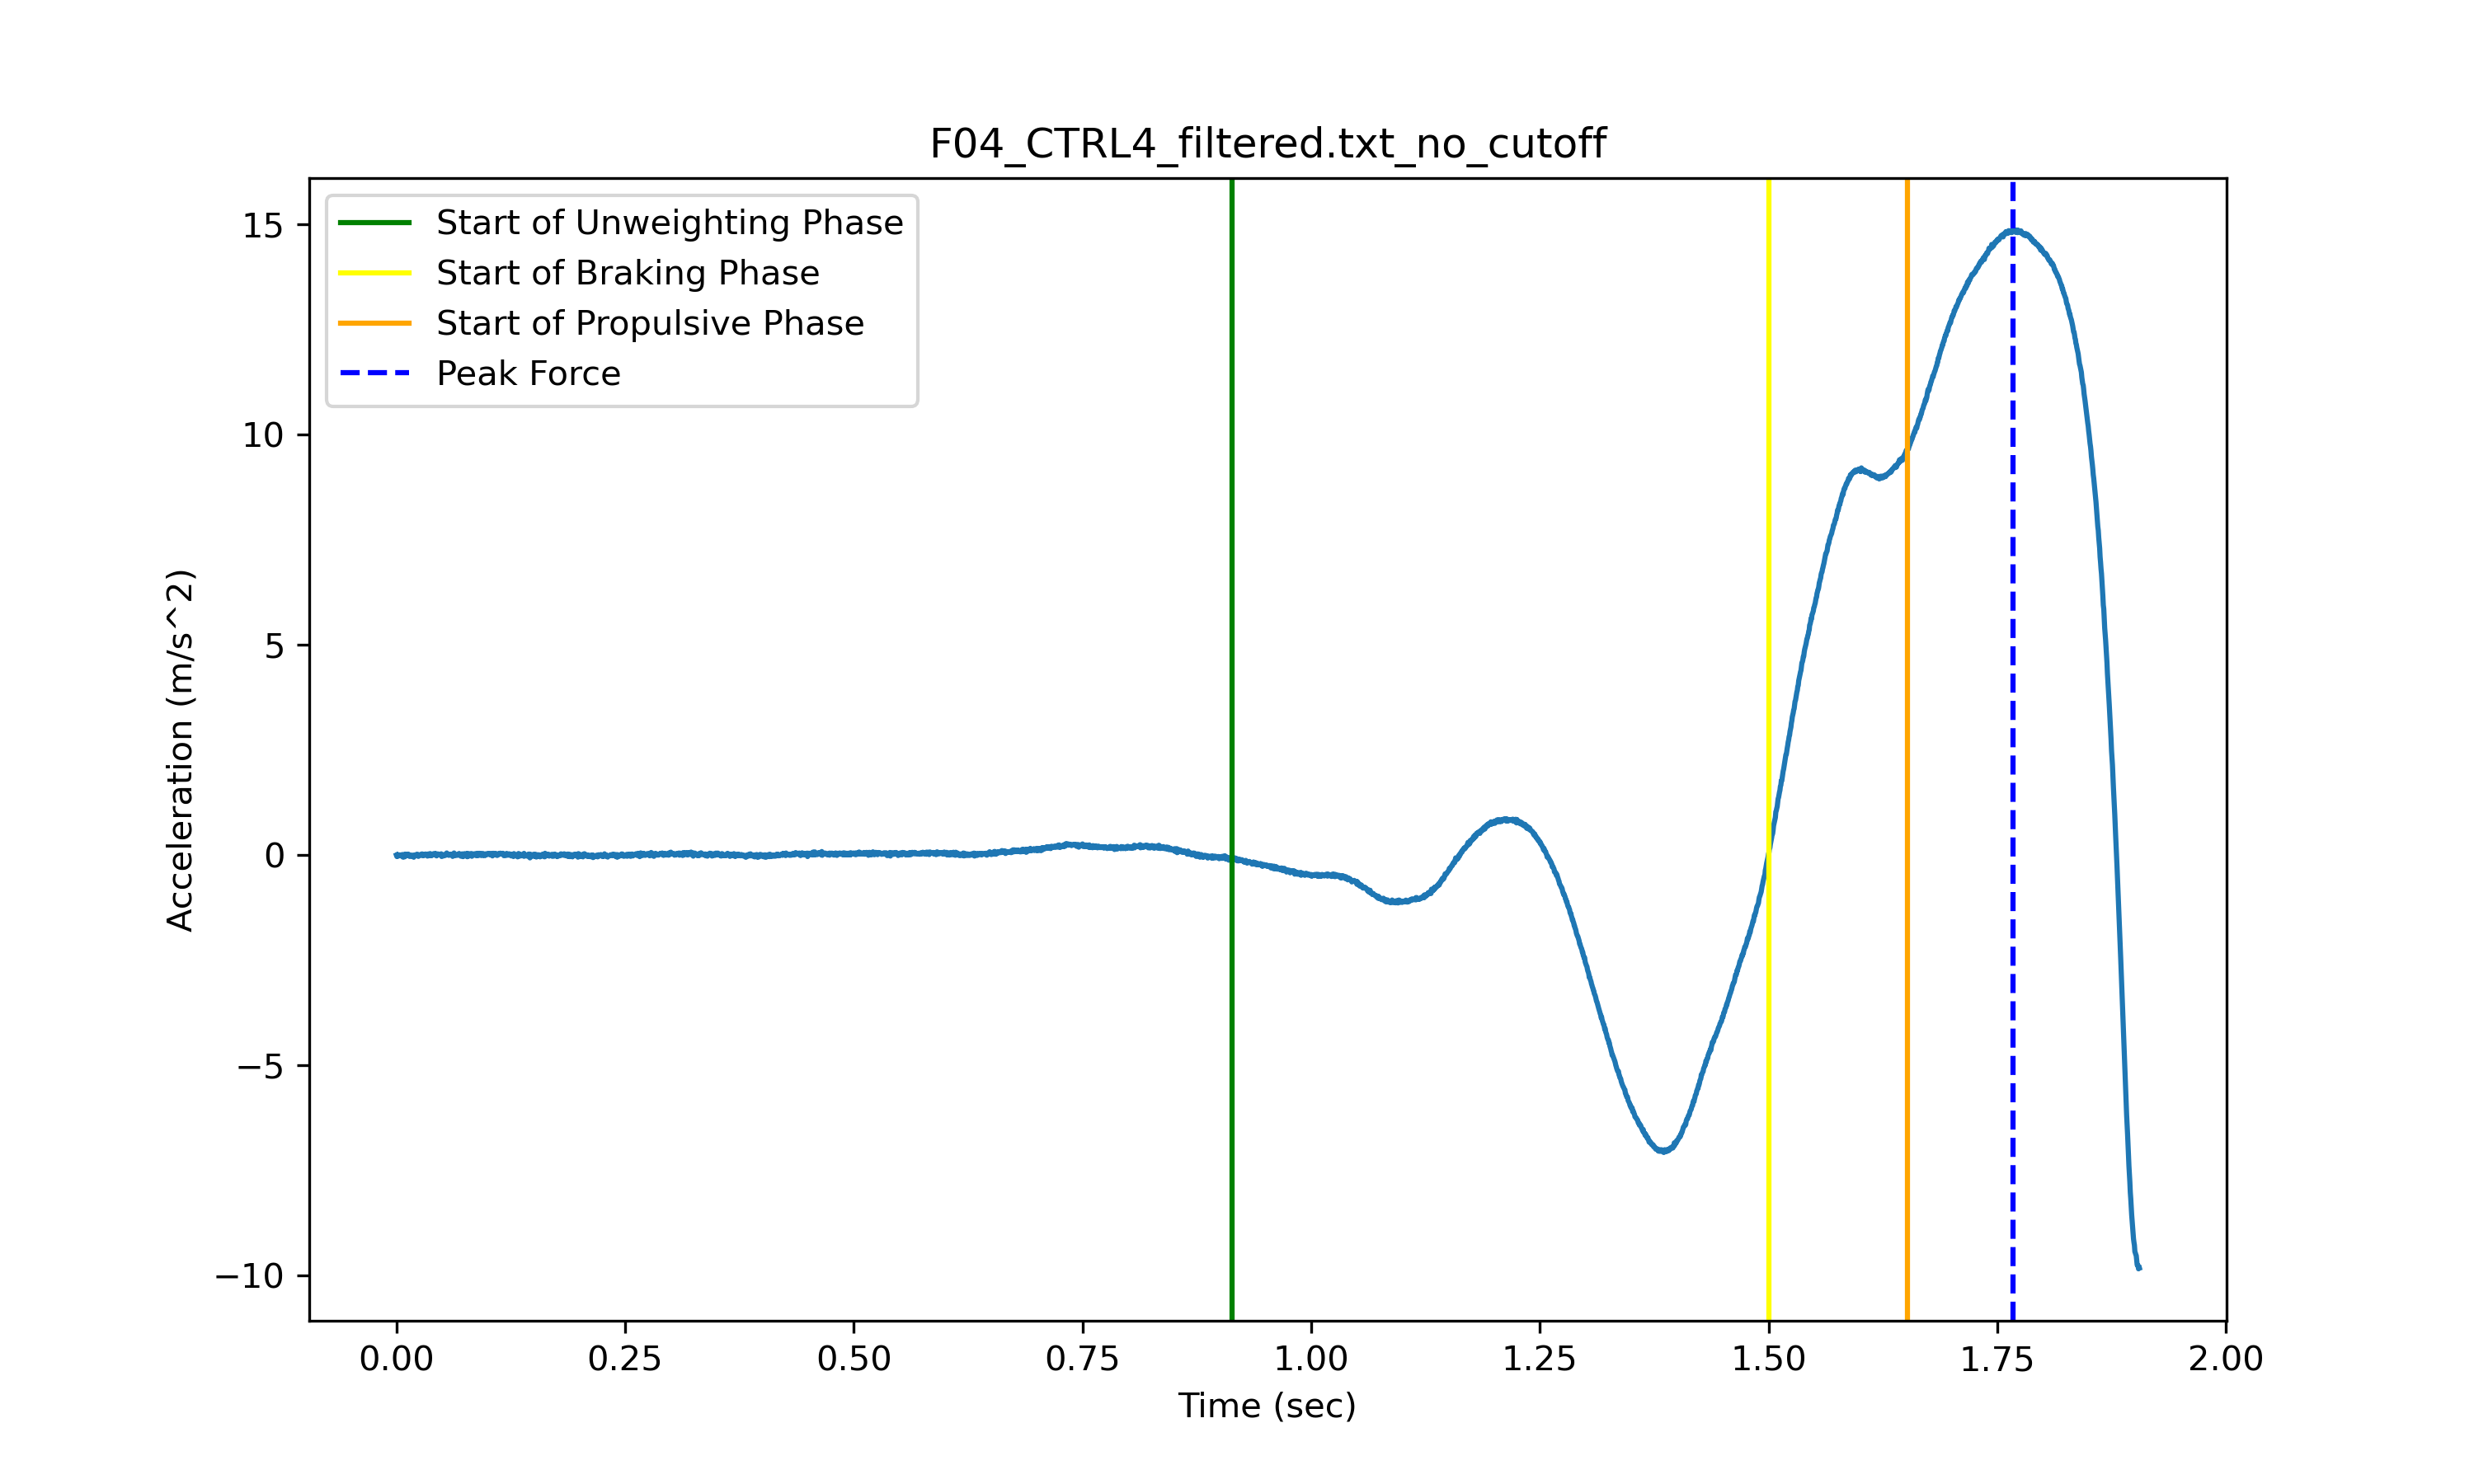 F04_CTRL4_filtered.txt_no_cutoff
Start of Unweighting Phase
Start of Braking Phase
Start of Propulsive Phase
Peak Force
15
10
5
0
−5
−10
Acceleration (m/s^2)
0.00 0.25 0.50 0.75 1.00 1.25 1.50 1.75 2.00
Time (sec)